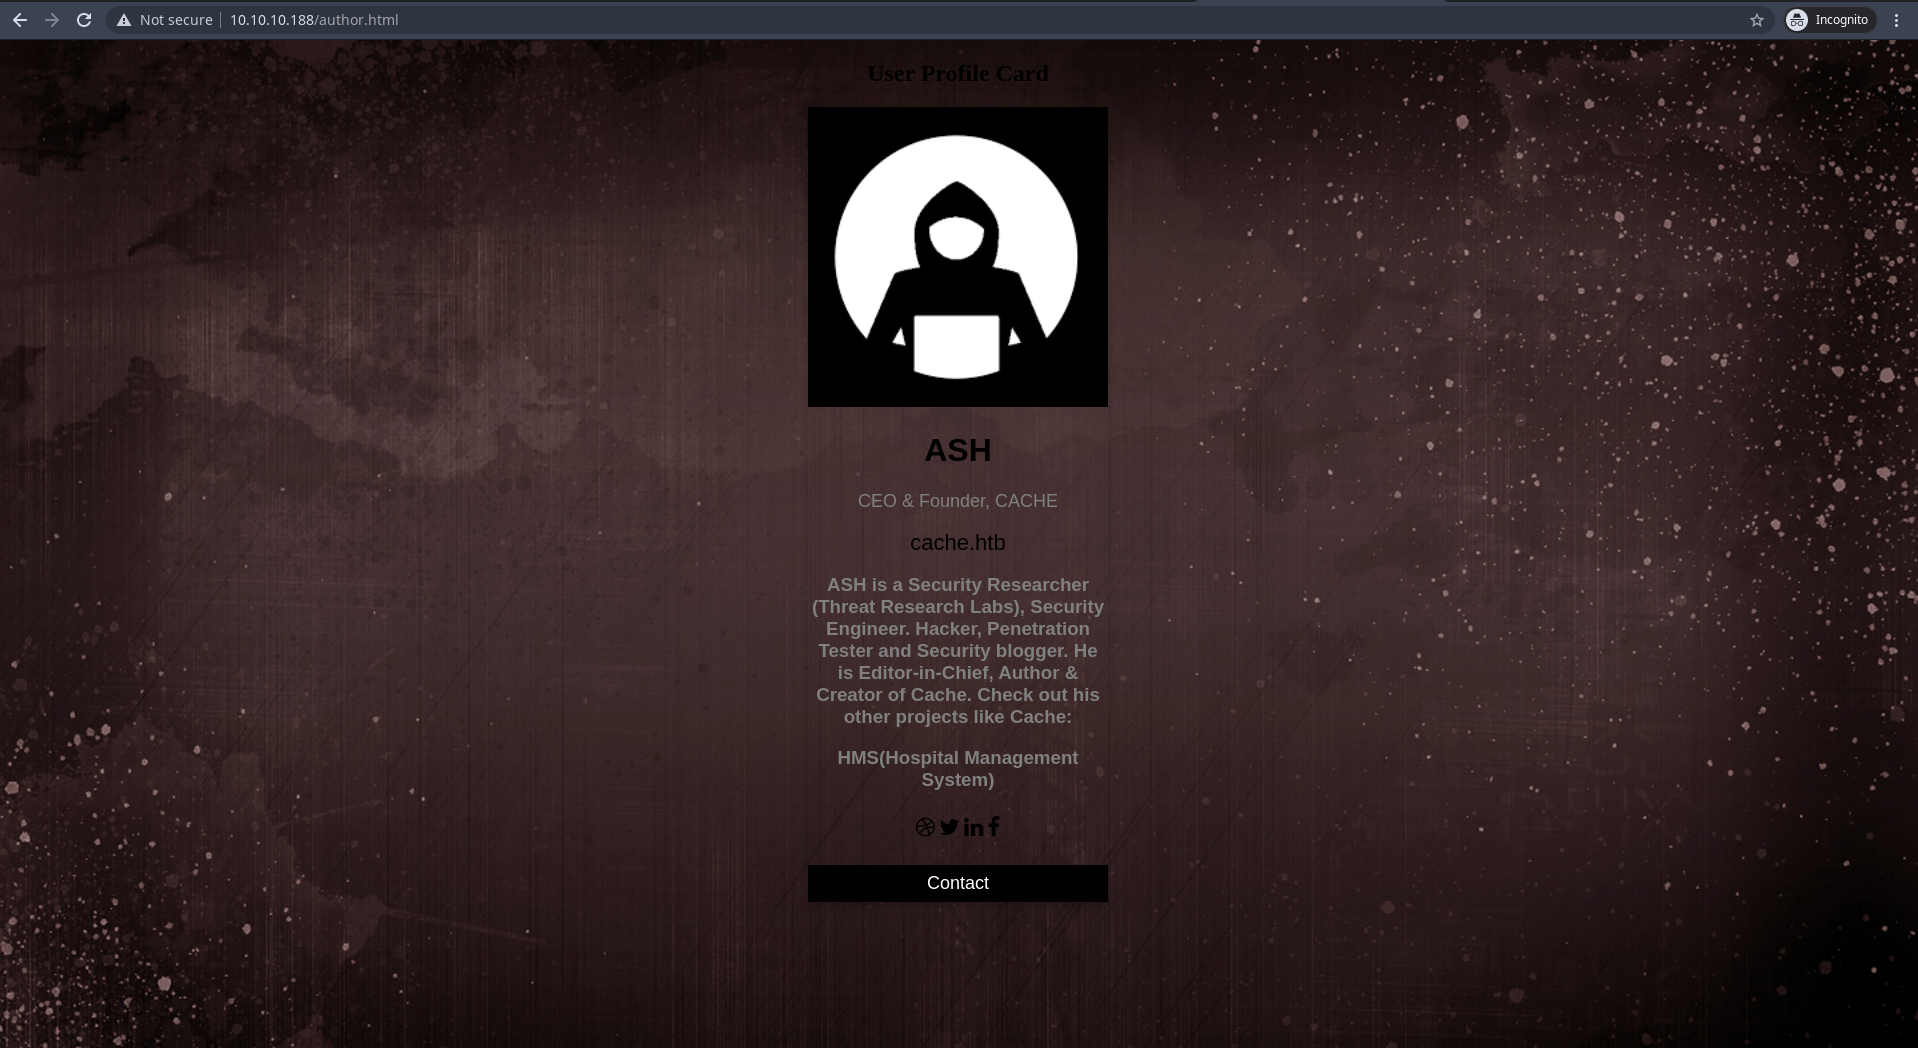 Not secure
10.10.10.188/author.html
Incognito
User Profile Card
ASH
CEO & Founder, CACHE
cache.htb
ASH is a Security Researcher
(Threat Research Labs), Security
Engineer. Hacker, Penetration
Tester and Security blogger. He
is Editor-in-Chief, Author &
Creator of Cache. Check out his
other projects like Cache:
HMS(Hospital Management
System)
Contact